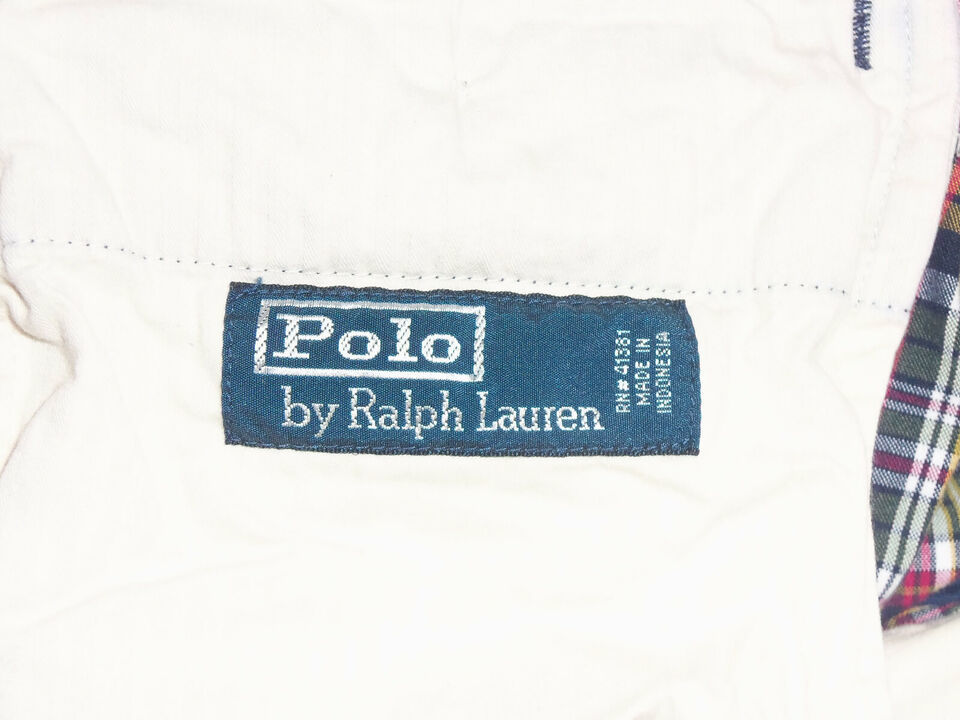 Polo
by Ralph Lauren
RN# 41381
MADE IN
INDONESIA